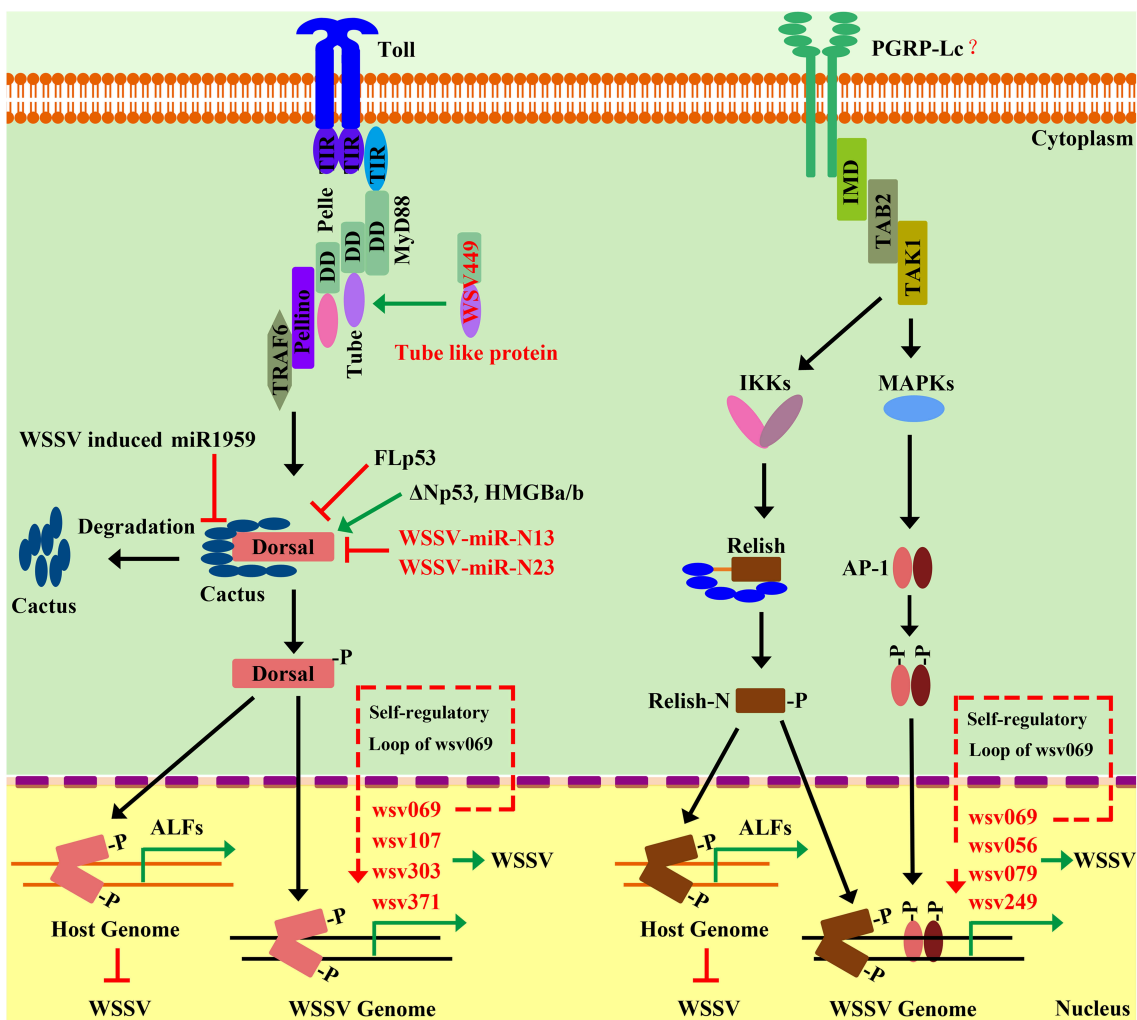 Toll
PGRP-Lc ?
Cytoplasm
TIR
TIR
TIR
IMD
TAB2
TAK1
Pelle
MyD88
DD
DD
DD
WSV449
Pellino
TRAF6
Tube
Tube like protein
IKKs
MAPKs
WSSV induced miR1959
FLp53
ΔNp53, HMGBa/b
Degradation
Dorsal
WSSV-miR-N13
WSSV-miR-N23
Cactus
Cactus
Relish
AP-1
-P
-P
Dorsal
-P
Relish-N
-P
Self-regulatory
Loop of wsv069
Self-regulatory
Loop of wsv069
wsv069
wsv107
wsv303
wsv371
WSSV
wsv069
wsv056
wsv079
wsv249
WSSV
ALFs
-P
-P
Host Genome
WSSV
-P
-P
WSSV Genome
ALFs
-P
-P
Host Genome
WSSV
-P
-P
-P
-P
WSSV Genome
Nucleus